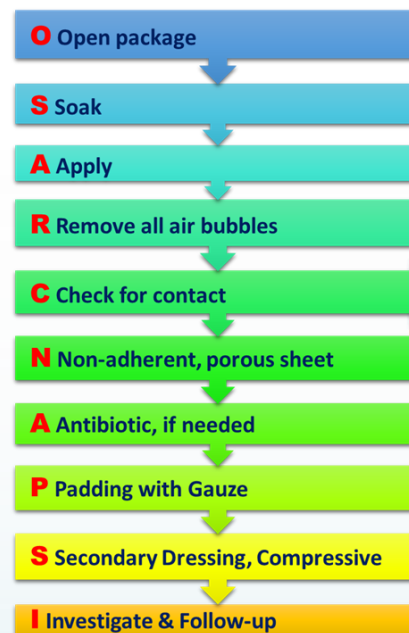 O Open package
S Soak
A Apply
R Remove all air bubbles
C Check for contact
N Non-adherent, porous sheet
A Antibiotic, if needed
P Padding with Gauze
S Secondary Dressing, Compressive
I Investigate & Follow-up